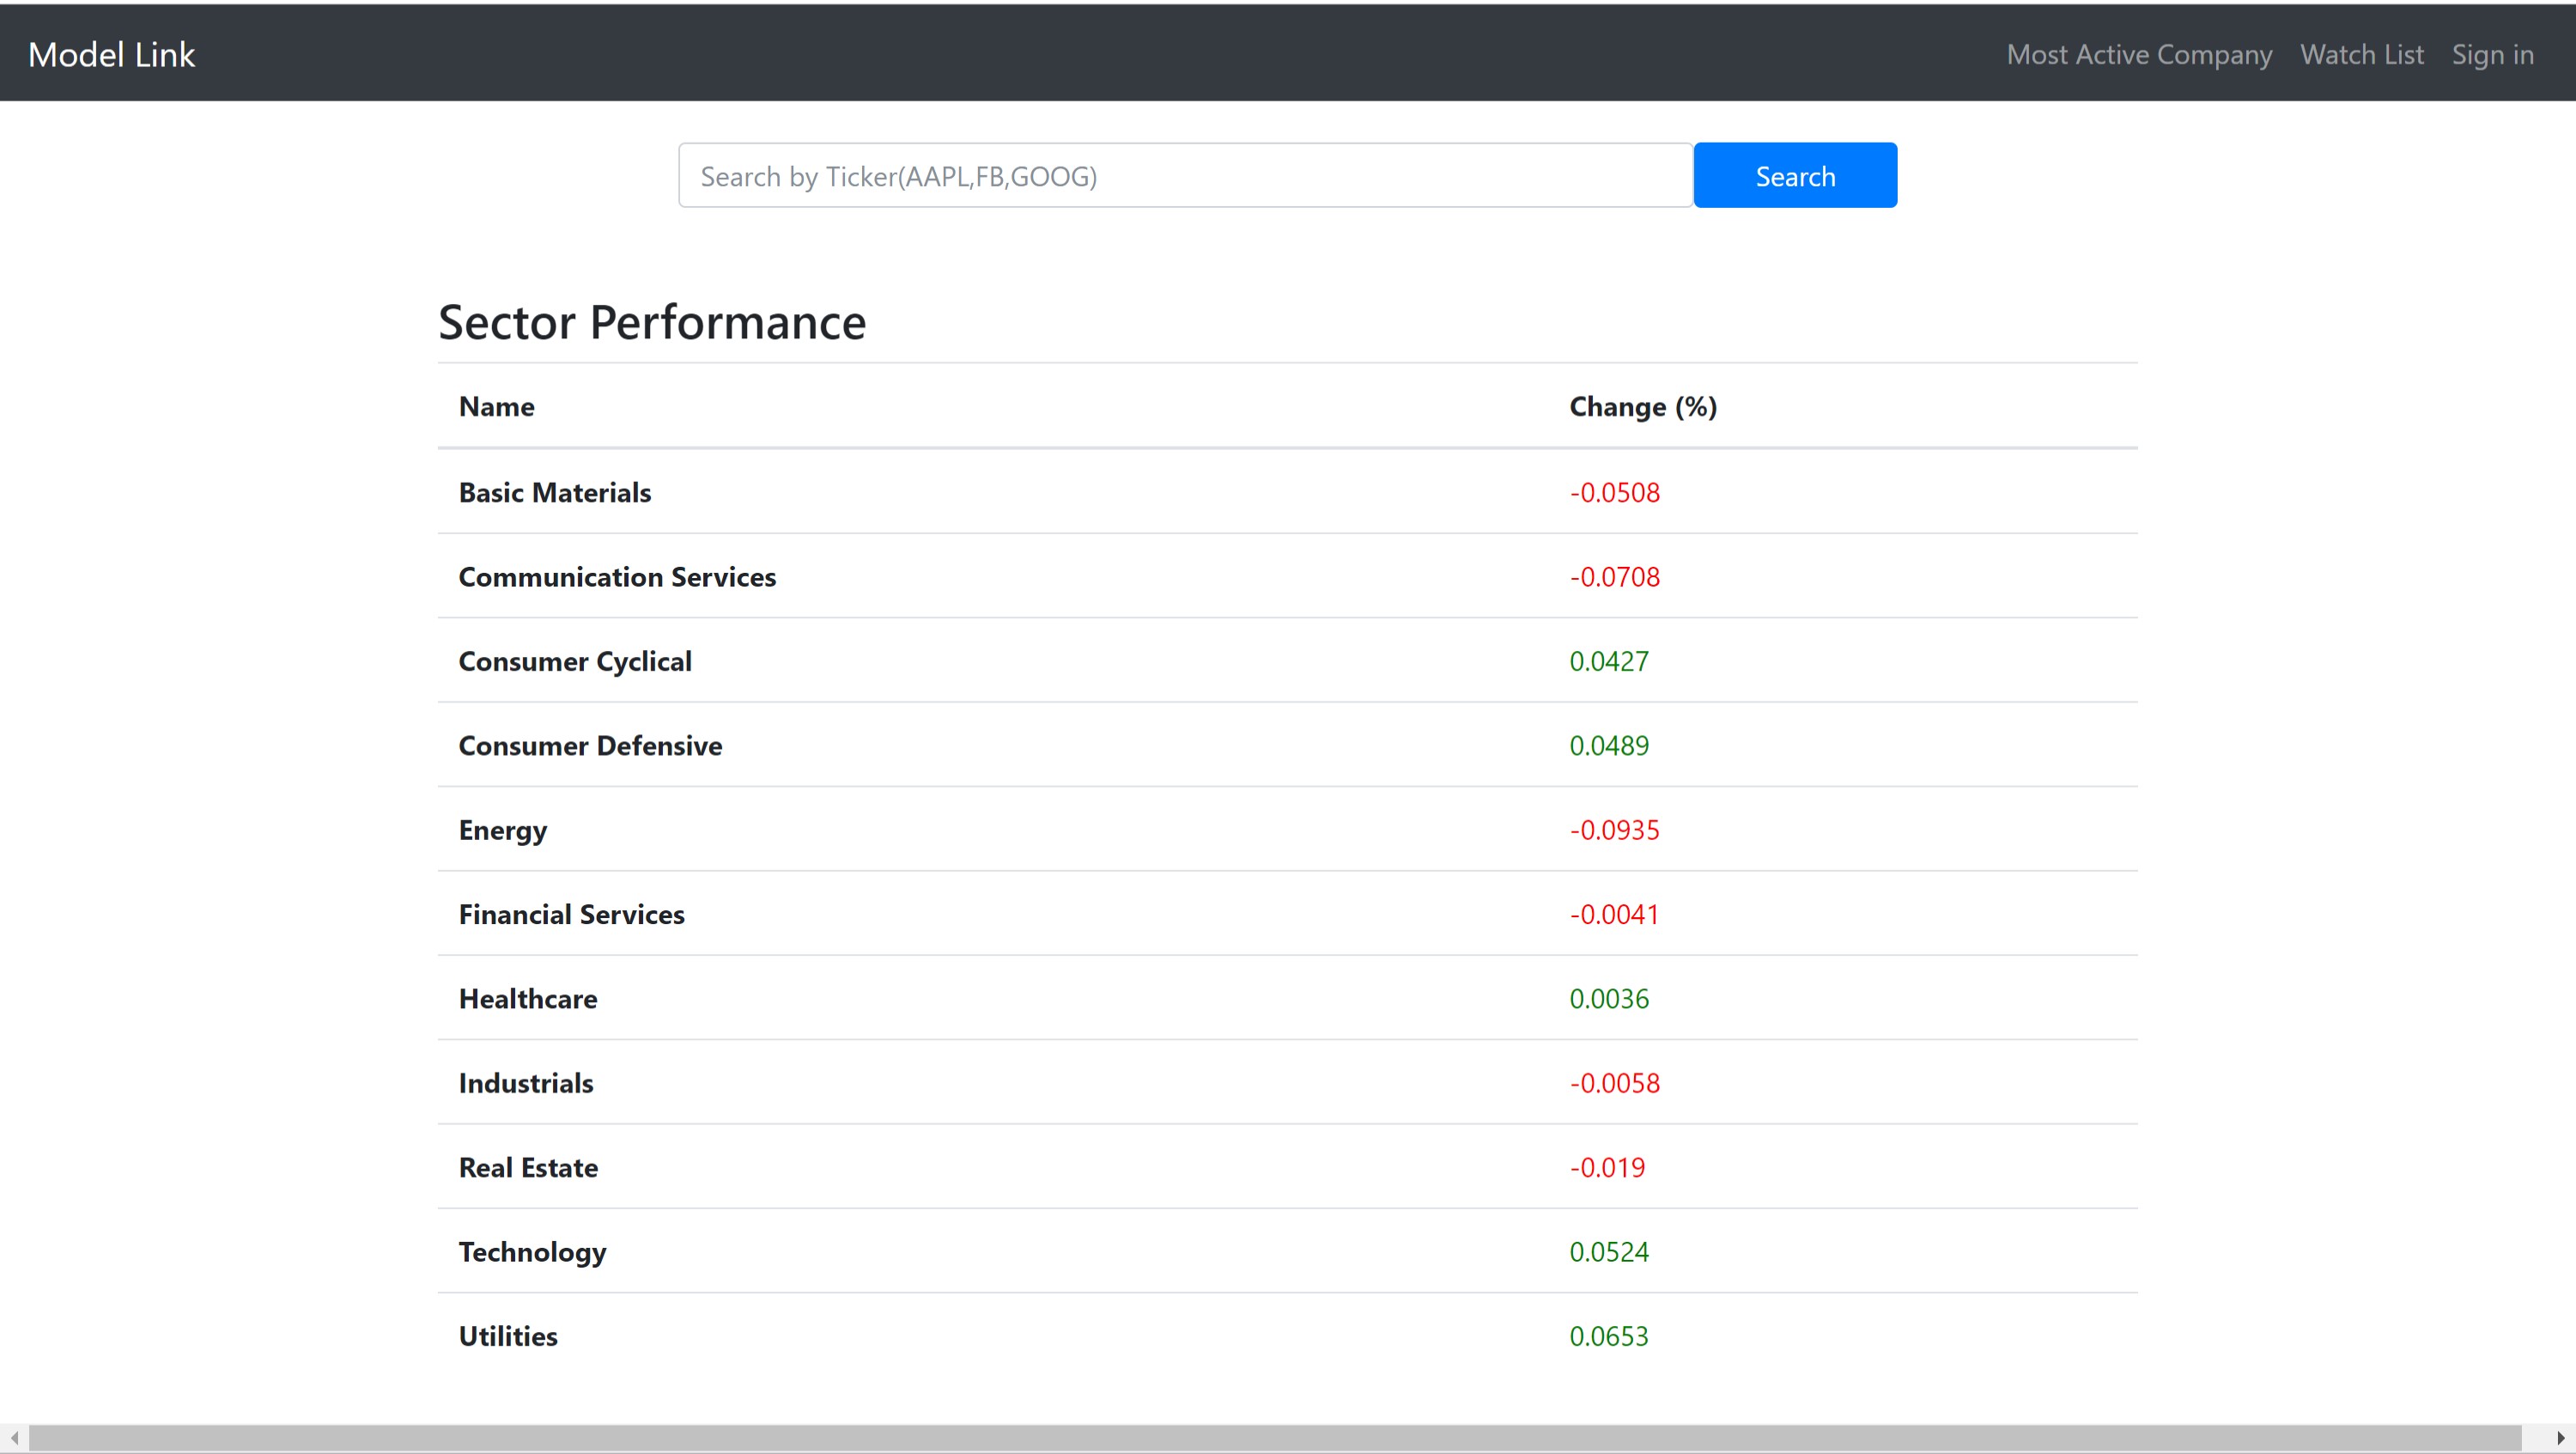 Model Link Most Active Company Watch List Sign in
Search by Ticker(AAPL,FB,GOOG) Search
Sector Performance
Name Change (%)
Basic Materials -0.0508
Communication Services -0.0708
Consumer Cyclical 0.0427
Consumer Defensive 0.0489
Energy -0.0935
Financial Services -0.0041
Healthcare 0.0036
Industrials -0.0058
Real Estate -0.019
Technology 0.0524
Utilities 0.0653